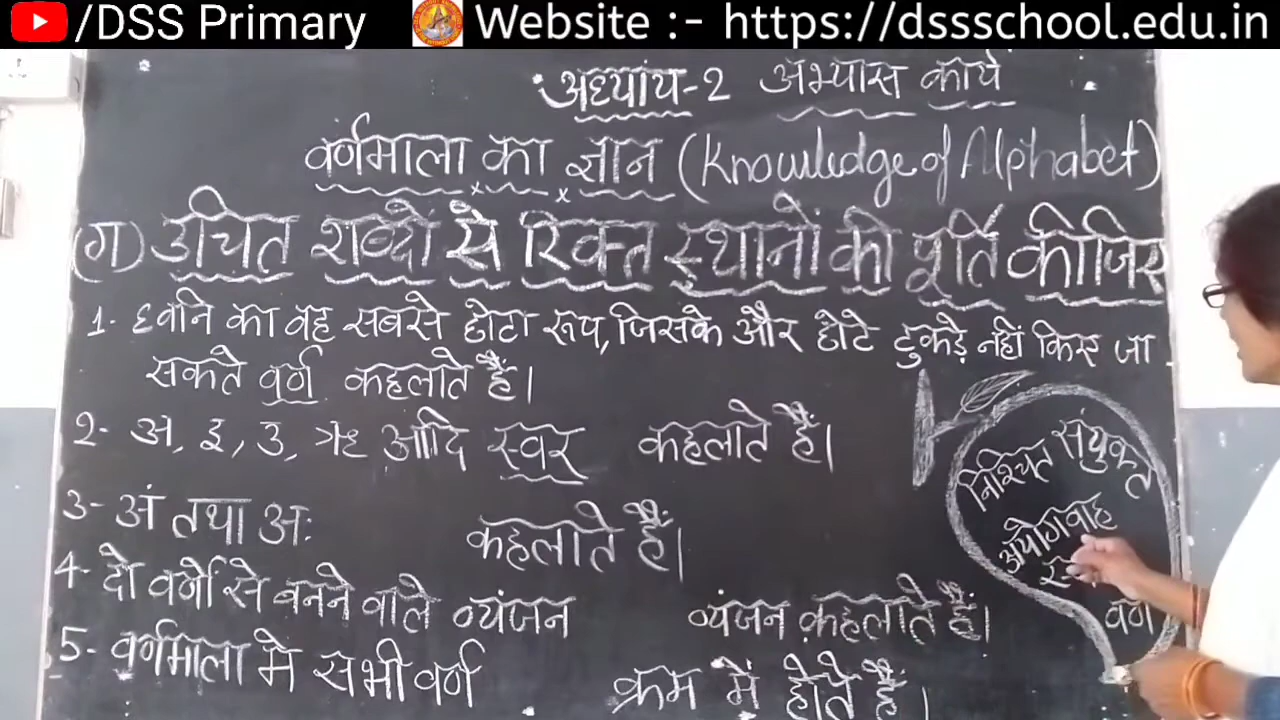 /DSS Primary Website :- https://dssschool.edu.in
अध्याय-2 अभ्यास कार्य
वर्णमाला का ज्ञान (Knowledge of Alphabet)
(ग) उचित शब्दों से रिक्त स्थानों की पूर्ति कीजिए
1- ध्वनि का वह सबसे छोटा रूप, जिसके और छोटे टुकड़े नहीं किए जा
सकते वर्ण कहलाते हैं।
2- अ, इ, उ, ऋ आदि स्वर कहलाते हैं।
3- अं तथा अः कहलाते हैं।
4- दो वर्णों से बनने वाले व्यंजन व्यंजन कहलाते हैं।
5- वर्णमाला में सभी वर्ण क्रम में होते हैं।
निश्चित संयुक्त
अयोगवाह
वर्ण